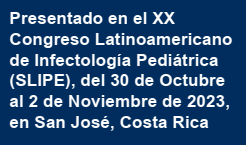 Presentado en el XX
Congreso Latinoamericano
de Infectología Pediátrica
(SLIPE), del 30 de Octubre
al 2 de Noviembre de 2023,
en San José, Costa Rica